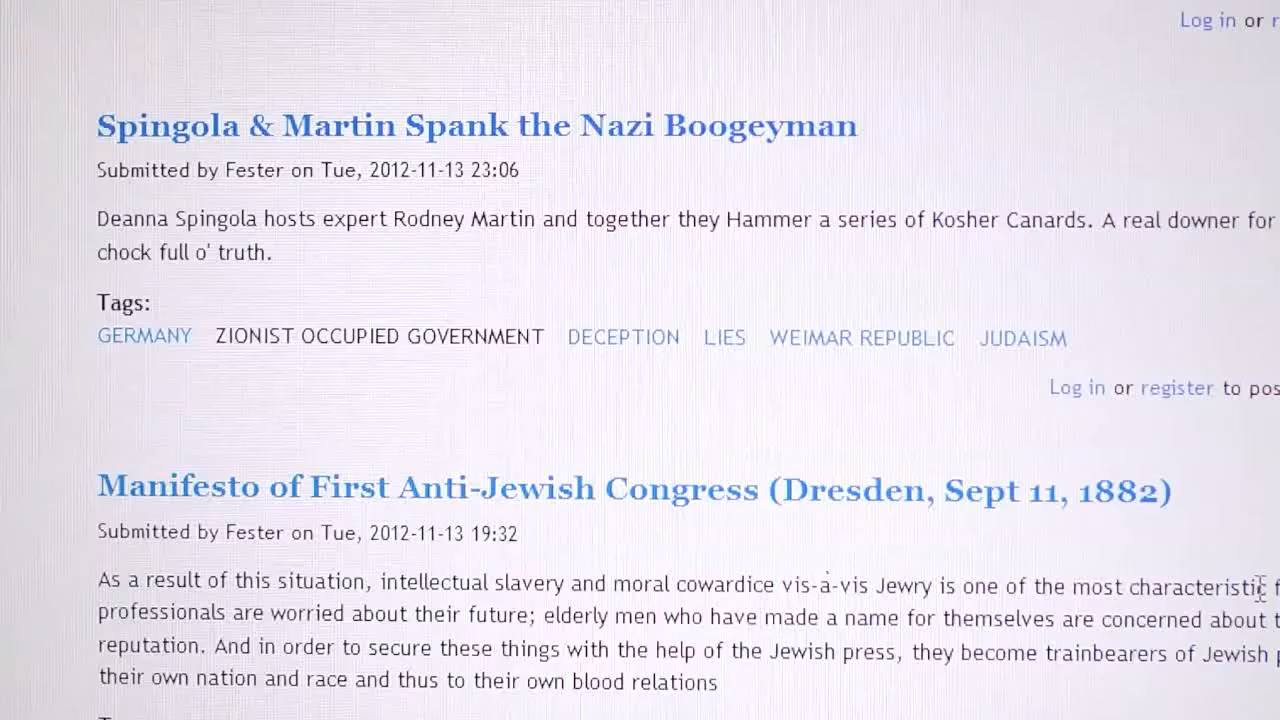 Log in or
Spingola & Martin Spank the Nazi Boogeyman
Submitted by Fester on Tue, 2012-11-13 23:06
Deanna Spingola hosts expert Rodney Martin and together they Hammer a series of Kosher Canards. A real downer for
chock full o' truth.
Tags:
GERMANY ZIONIST OCCUPIED GOVERNMENT DECEPTION LIES WEIMAR REPUBLIC JUDAISM
Log in or register to pos
Manifesto of First Anti-Jewish Congress (Dresden, Sept 11, 1882)
Submitted by Fester on Tue, 2012-11-13 19:32
As a result of this situation, intellectual slavery and moral cowardice vis-à-vis Jewry is one of the most characteristic
professionals are worried about their future; elderly men who have made a name for themselves are concerned about
reputation. And in order to secure these things with the help of the Jewish press, they become trainbearers of Jewish
their own nation and race and thus to their own blood relations